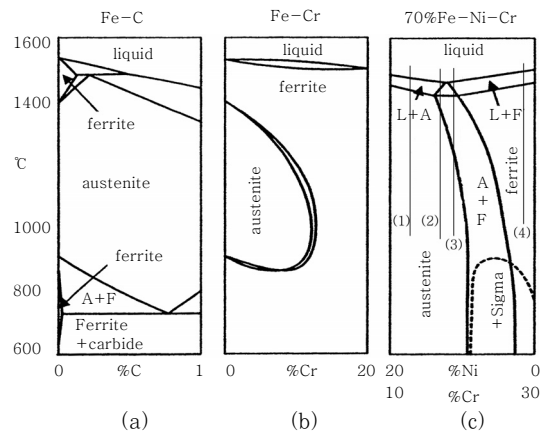 Fe-C
Fe-Cr
70%Fe-Ni-Cr
1600
1400
℃
1000
800
600
liquid
ferrite
austenite
ferrite
A+F
Ferrite
+carbide
0
%C
1
(a)
liquid
ferrite
austenite
0
%Cr
20
(b)
liquid
L+A
L+F
ferrite
A
+
F
(1)
(2)
(3)
(4)
austenite
+Sigma
20
%Ni
0
10
%Cr
30
(c)